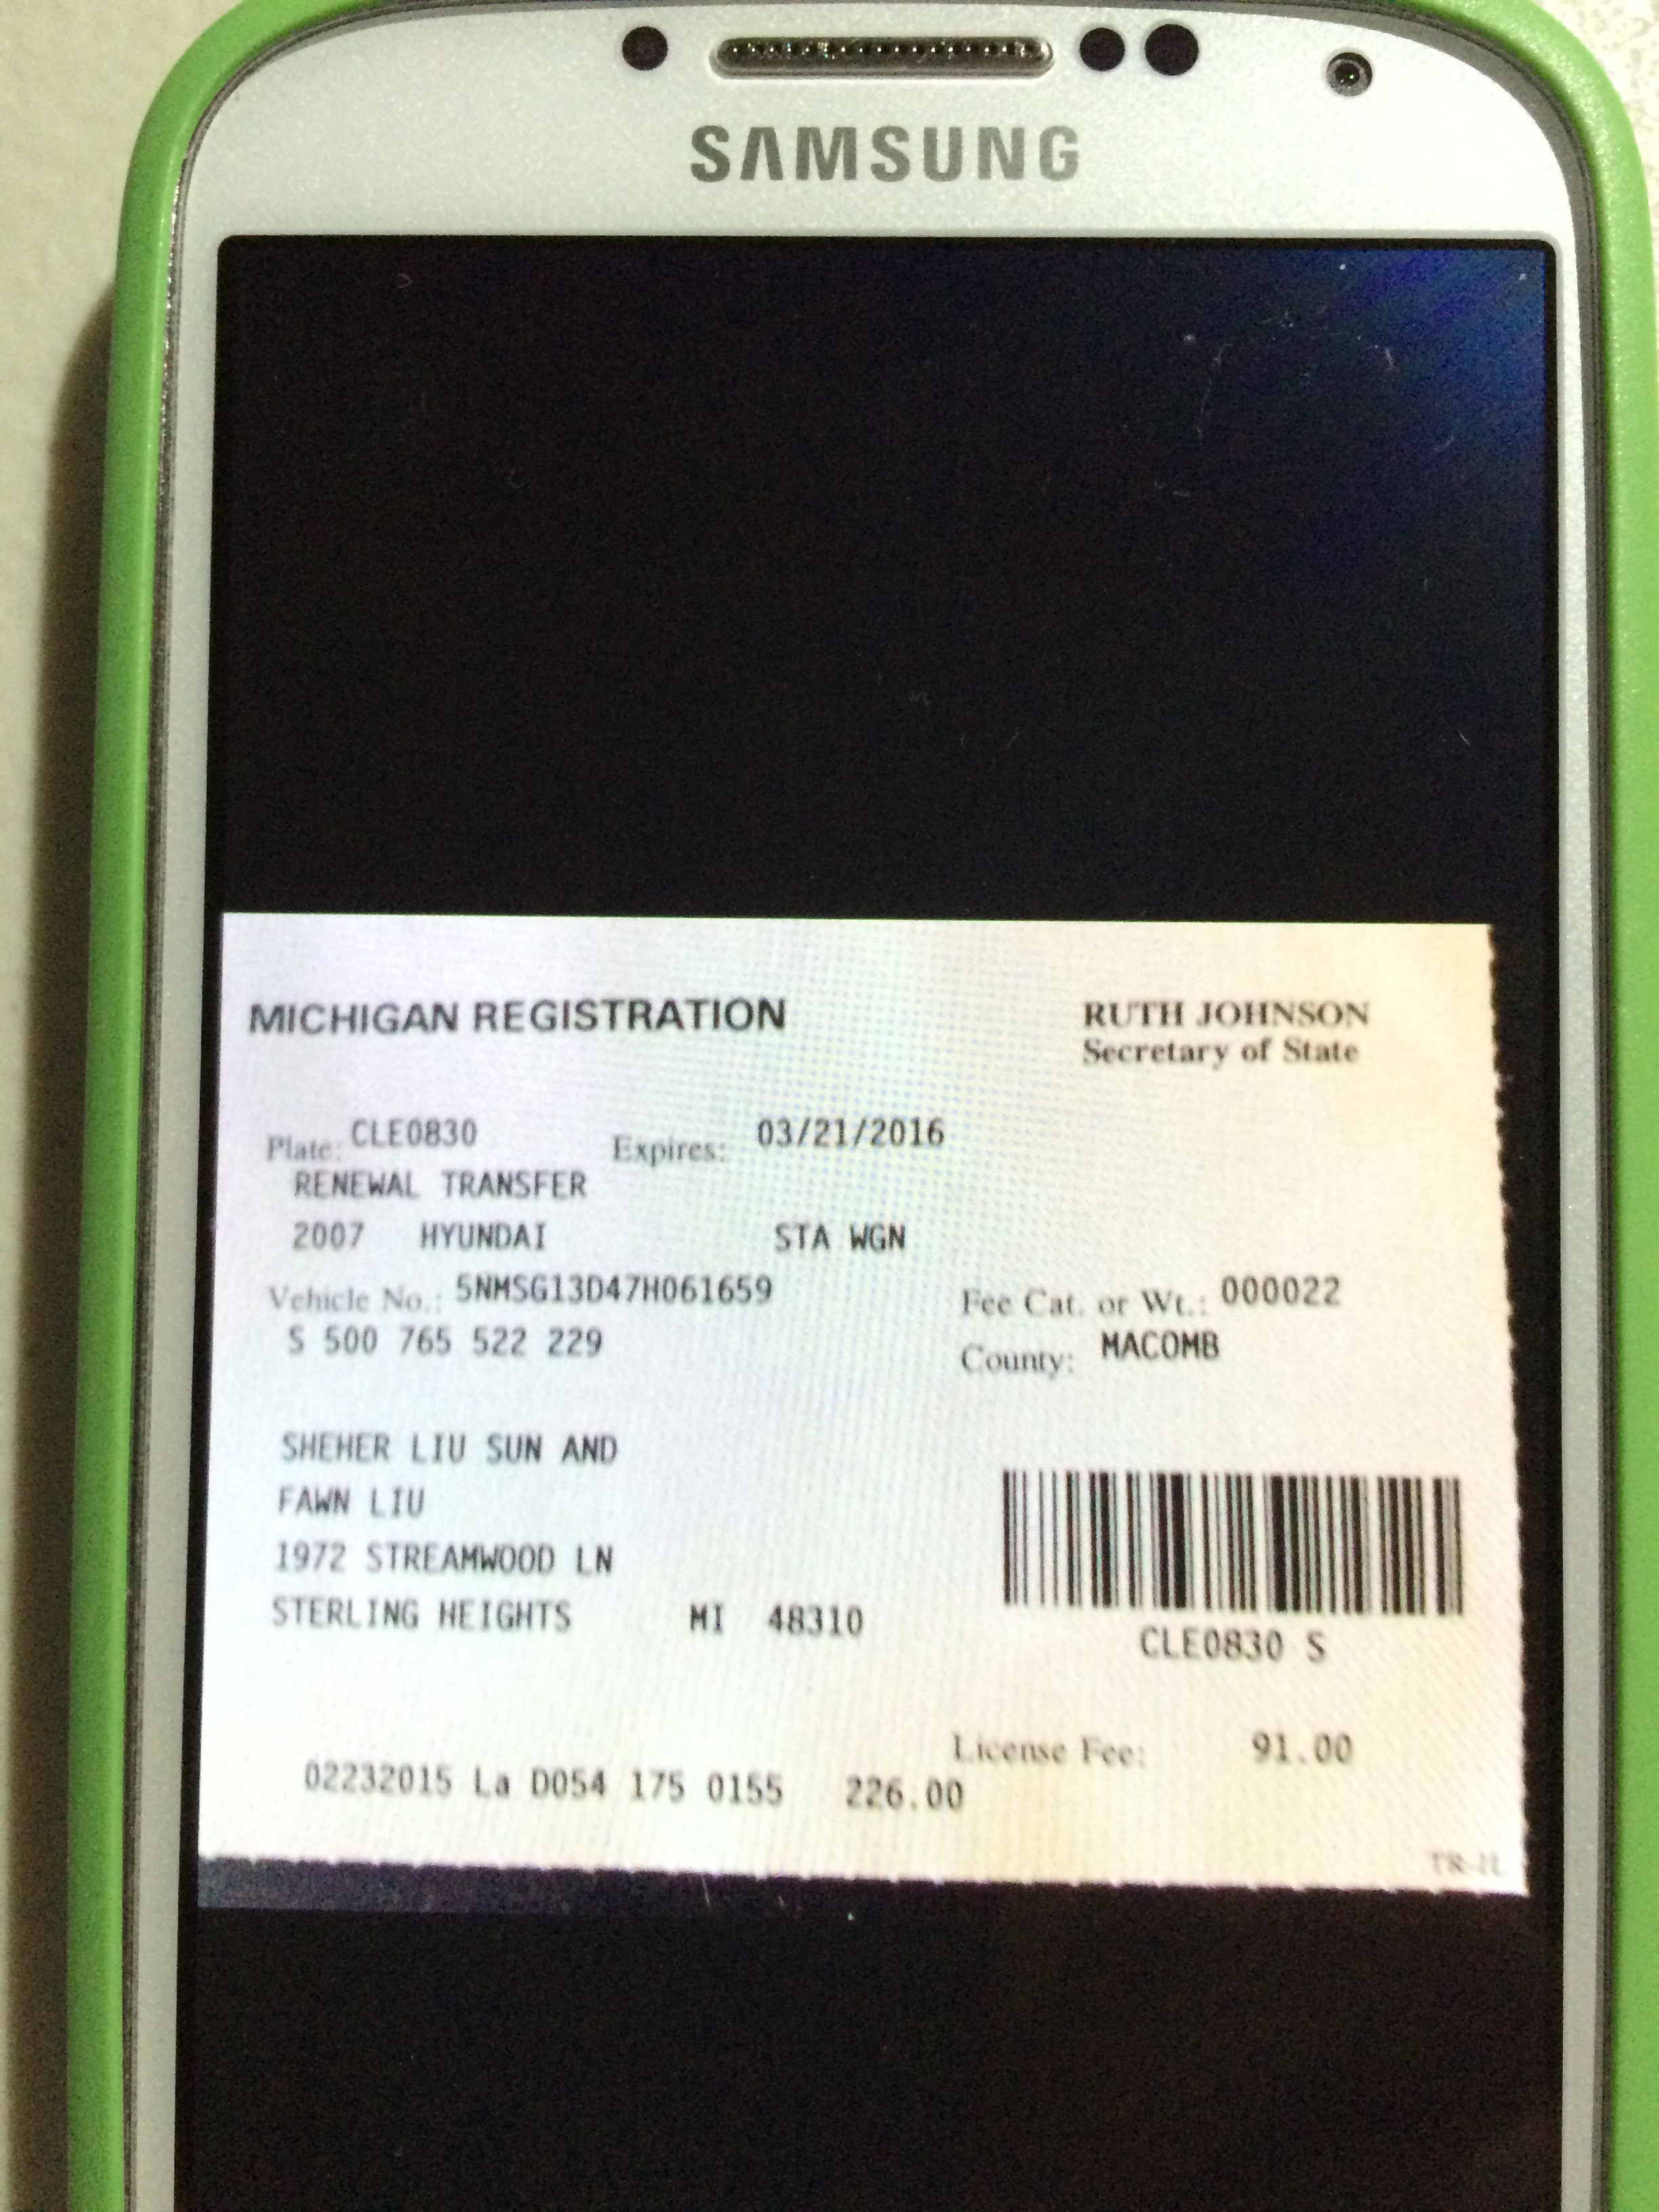 SAMSUNG
MICHIGAN REGISTRATION
RUTH JOHNSON
Secretary of State
Plate: CLE0830 Expires: 03/21/2016
RENEWAL TRANSFER
2007 HYUNDAI STA WGN
Vehicle No.: 5NMSG13D47H061659 Fee Cat. or Wt.: 000022
S 500 765 522 229 County: MACOMB
SHEHER LIU SUN AND
FAWN LIU
1972 STREAMWOOD LN
STERLING HEIGHTS MI 48310
CLE0830 S
License Fee: 91.00
02232015 La D054 175 0155 226.00